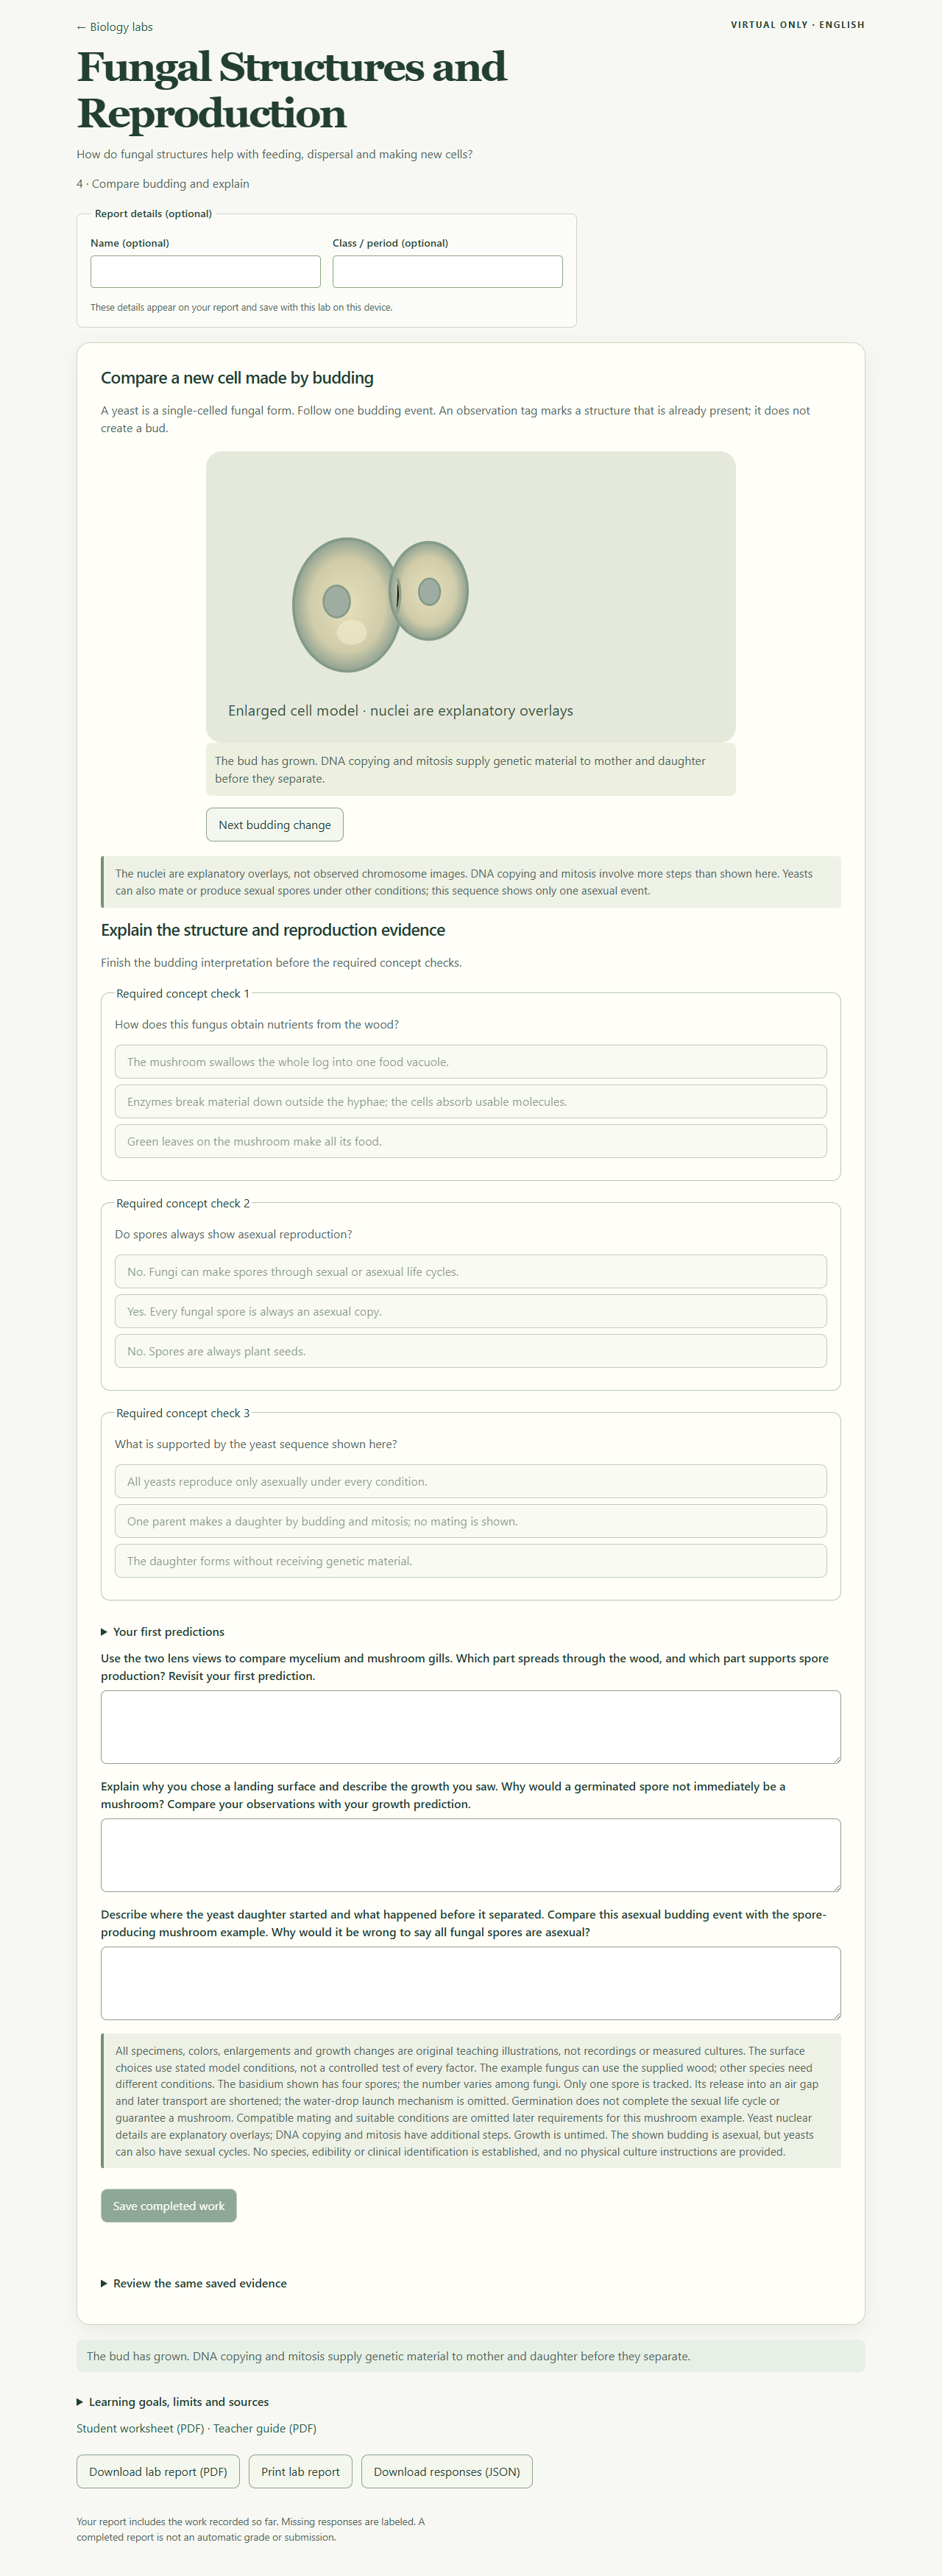 ← Biology labs
VIRTUAL ONLY · ENGLISH
Fungal Structures and
Reproduction
How do fungal structures help with feeding, dispersal and making new cells?
4 · Compare budding and explain
Report details (optional)
Name (optional)
Class / period (optional)
These details appear on your report and save with this lab on this device.
Compare a new cell made by budding
A yeast is a single-celled fungal form. Follow one budding event. An observation tag marks a structure that is already present; it does not
create a bud.
Enlarged cell model · nuclei are explanatory overlays
The bud has grown. DNA copying and mitosis supply genetic material to mother and daughter
before they separate.
Next budding change
The nuclei are explanatory overlays, not observed chromosome images. DNA copying and mitosis involve more steps than shown here. Yeasts
can also mate or produce sexual spores under other conditions; this sequence shows only one asexual event.
Explain the structure and reproduction evidence
Finish the budding interpretation before the required concept checks.
Required concept check 1
How does this fungus obtain nutrients from the wood?
The mushroom swallows the whole log into one food vacuole.
Enzymes break material down outside the hyphae; the cells absorb usable molecules.
Green leaves on the mushroom make all its food.
Required concept check 2
Do spores always show asexual reproduction?
No. Fungi can make spores through sexual or asexual life cycles.
Yes. Every fungal spore is always an asexual copy.
No. Spores are always plant seeds.
Required concept check 3
What is supported by the yeast sequence shown here?
All yeasts reproduce only asexually under every condition.
One parent makes a daughter by budding and mitosis; no mating is shown.
The daughter forms without receiving genetic material.
▶ Your first predictions
Use the two lens views to compare mycelium and mushroom gills. Which part spreads through the wood, and which part supports spore
production? Revisit your first prediction.
Explain why you chose a landing surface and describe the growth you saw. Why would a germinated spore not immediately be a
mushroom? Compare your observations with your growth prediction.
Describe where the yeast daughter started and what happened before it separated. Compare this asexual budding event with the spore-
producing mushroom example. Why would it be wrong to say all fungal spores are asexual?
All specimens, colors, enlargements and growth changes are original teaching illustrations, not recordings or measured cultures. The surface
choices use stated model conditions, not a controlled test of every factor. The example fungus can use the supplied wood; other species need
different conditions. The basidium shown has four spores; the number varies among fungi. Only one spore is tracked. Its release into an air gap
and later transport are shortened; the water-drop launch mechanism is omitted. Germination does not complete the sexual life cycle or
guarantee a mushroom. Compatible mating and suitable conditions are omitted later requirements for this mushroom example. Yeast nuclear
details are explanatory overlays; DNA copying and mitosis have additional steps. Growth is untimed. The shown budding is asexual, but yeasts
can also have sexual cycles. No species, edibility or clinical identification is established, and no physical culture instructions are provided.
Save completed work
▶ Review the same saved evidence
The bud has grown. DNA copying and mitosis supply genetic material to mother and daughter before they separate.
▶ Learning goals, limits and sources
Student worksheet (PDF) · Teacher guide (PDF)
Download lab report (PDF)
Print lab report
Download responses (JSON)
Your report includes the work recorded so far. Missing responses are labeled. A
completed report is not an automatic grade or submission.